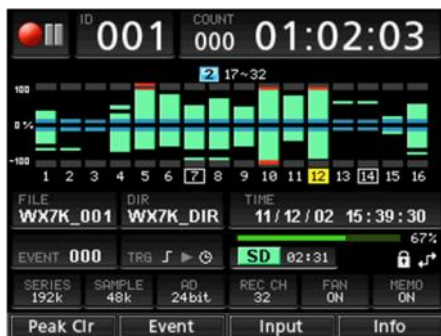 ID 001 COUNT 000 01:02:03
2 17~32
100
0 %
-100
1 2 3 4 5 6 7 8 9 10 11 12 13 14 15 16
FILE DIR TIME
WX7K_001 WX7K_DIR 11/12/02 15:39:30
67%
EVENT 000 TRG SD 02:31
SERIES SAMPLE AD REC CH FAN MEMO
192k 48k 24bit 32 ON ON
Peak Clr Event Input Info